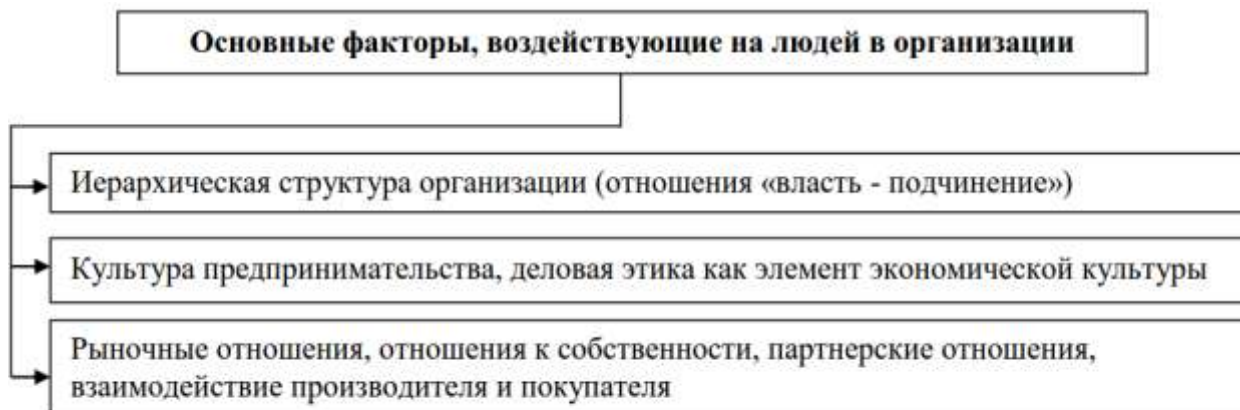 Основные факторы, воздействующие на людей в организации
Иерархическая структура организации (отношения «власть - подчинение»)
Культура предпринимательства, деловая этика как элемент экономической культуры
Рыночные отношения, отношения к собственности, партнерские отношения,
взаимодействие производителя и покупателя